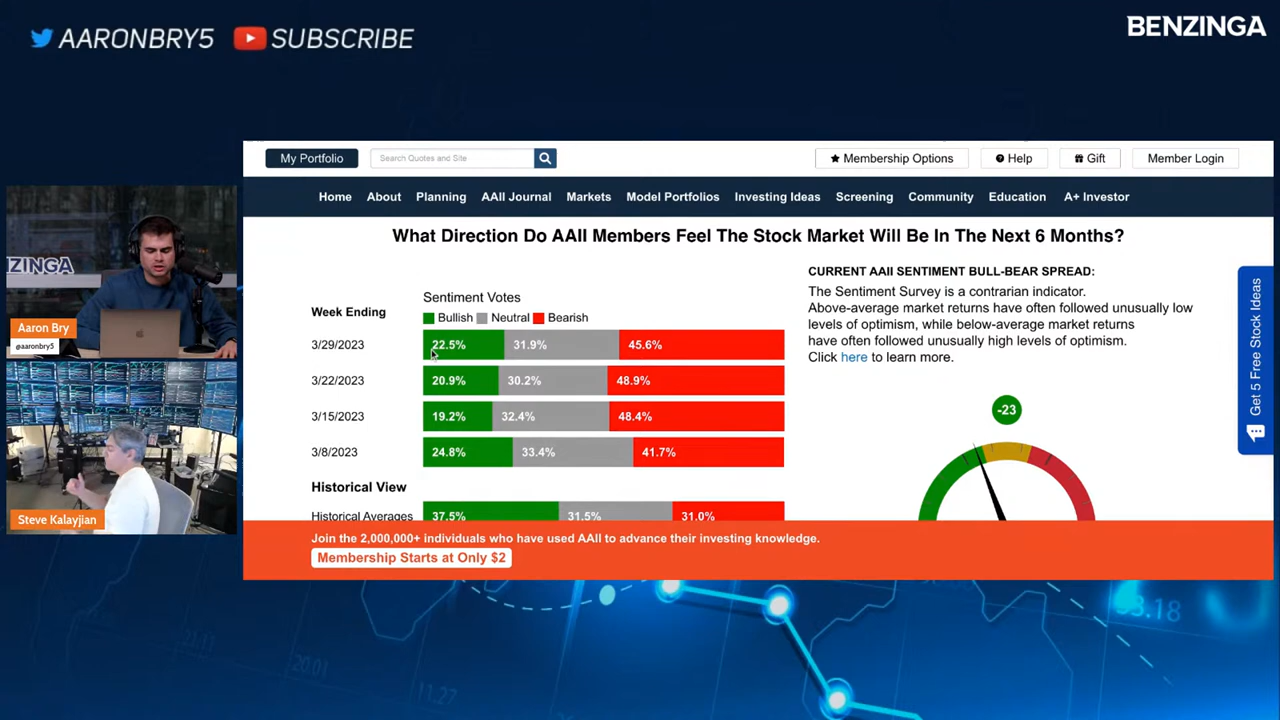 AARONBRY5 SUBSCRIBE
BENZINGA
My Portfolio
Search Quotes and Site
Membership Options
Help
Gift
Member Login
Home About Planning AAII Journal Markets Model Portfolios Investing Ideas Screening Community Education A+ Investor
What Direction Do AAII Members Feel The Stock Market Will Be In The Next 6 Months?
Sentiment Votes
Week Ending
Bullish Neutral Bearish
3/29/2023 22.5% 31.9% 45.6%
3/22/2023 20.9% 30.2% 48.9%
3/15/2023 19.2% 32.4% 48.4%
3/8/2023 24.8% 33.4% 41.7%
Historical View
Historical Averages 37.5% 31.5% 31.0%
CURRENT AAII SENTIMENT BULL-BEAR SPREAD:
The Sentiment Survey is a contrarian indicator.
Above-average market returns have often followed unusually low
levels of optimism, while below-average market returns
have often followed unusually high levels of optimism.
Click here to learn more.
-23
Get 5 Free Stock Ideas
Join the 2,000,000+ individuals who have used AAII to advance their investing knowledge.
Membership Starts at Only $2
NZINGA
Aaron Bry
@aaronbry5
Steve Kalayjian
11.27